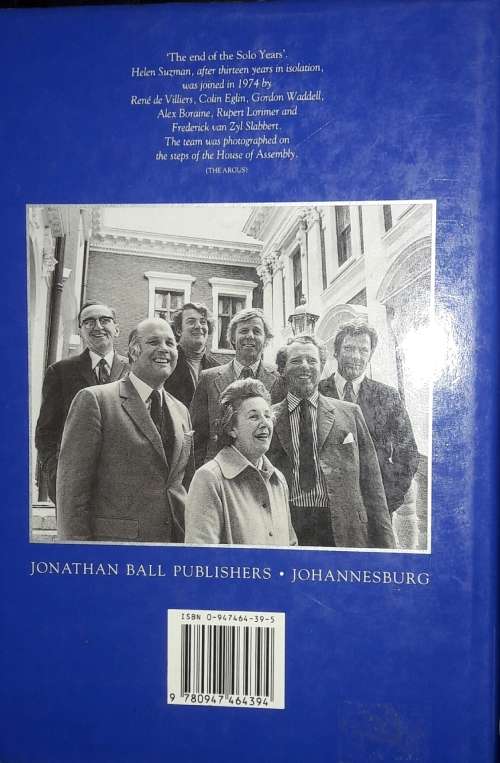 'The end of the Solo Years'.
Helen Suzman, after thirteen years in isolation,
was joined in 1974 by
René de Villiers, Colin Eglin, Gordon Waddell,
Alex Boraine, Rupert Lorimer and
Frederick van Zyl Slabbert.
The team was photographed on
the steps of the House of Assembly.
(THE ARGUS)
JONATHAN BALL PUBLISHERS • JOHANNESBURG
ISBN 0-947464-39-5
9 780947 464394